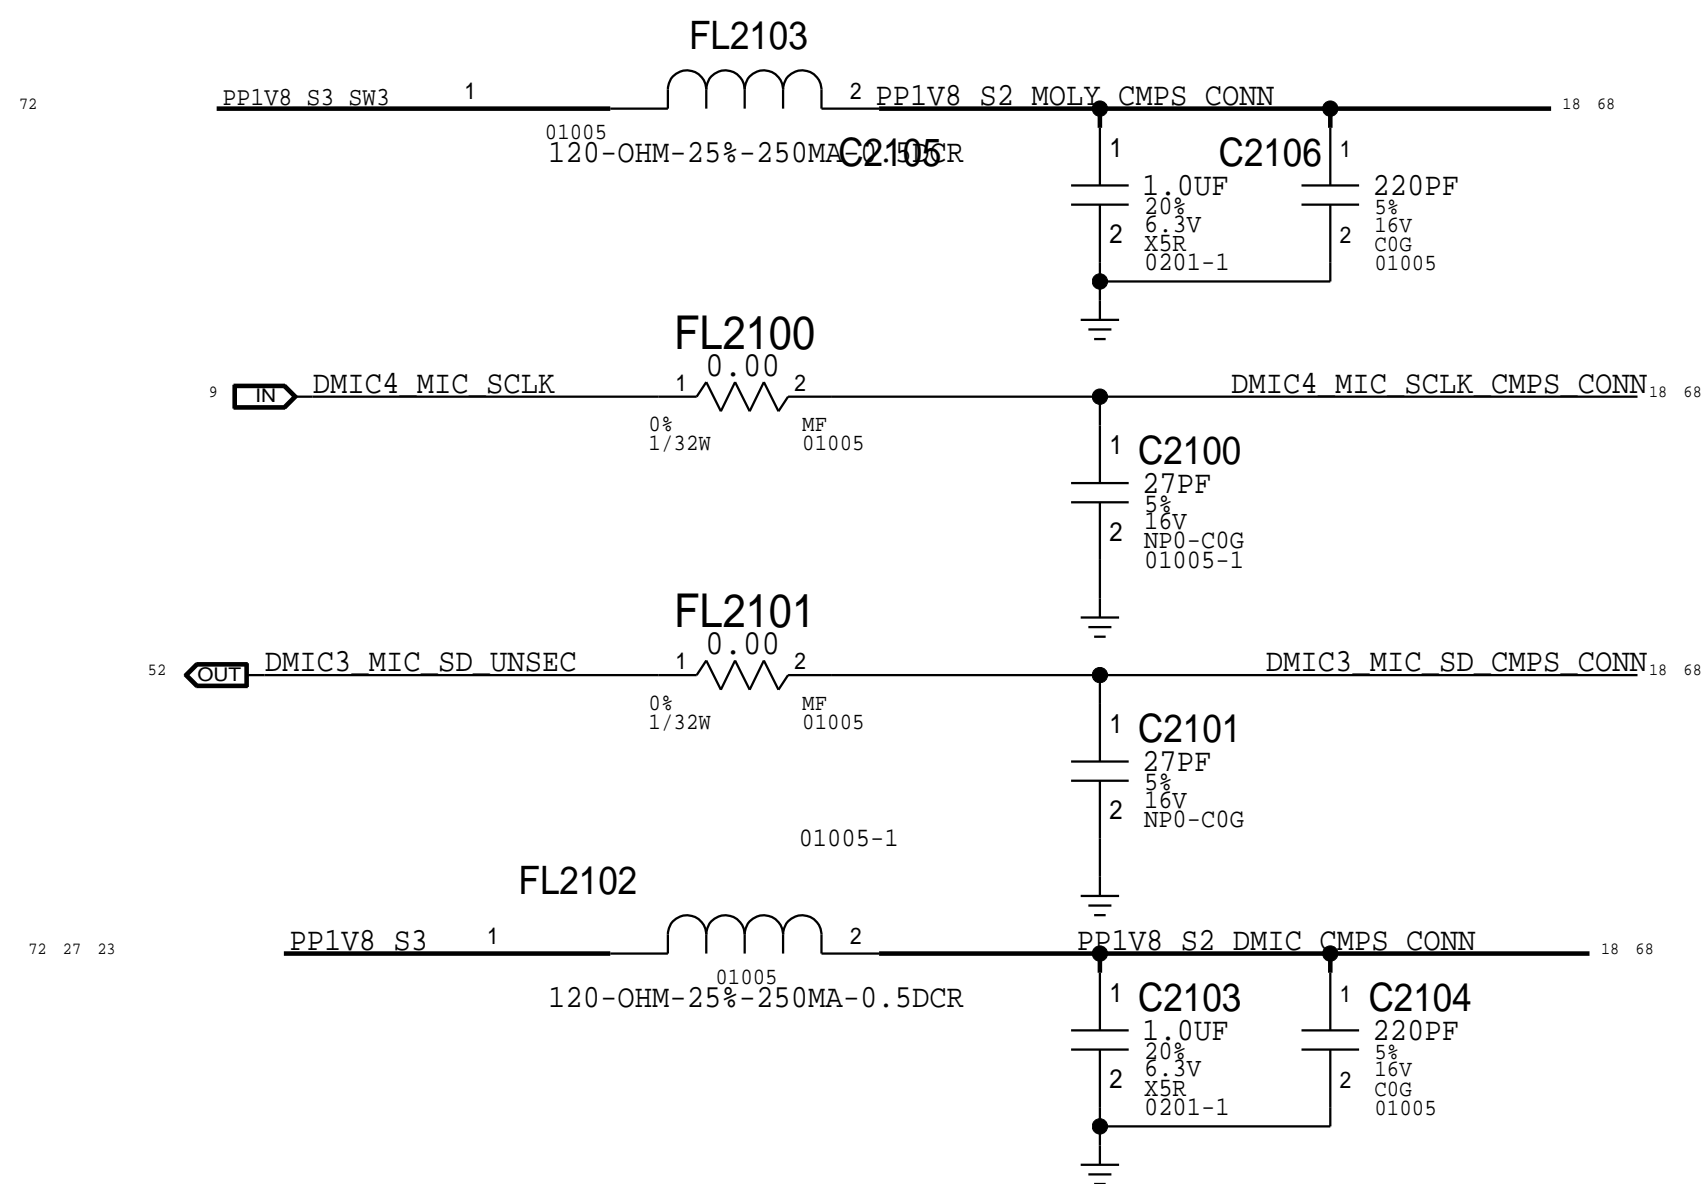 FL2103
72 PP1V8_S3_SW3 1 2 PP1V8_S2_MOLY_CMPS_CONN 18 68
01005
120-OHM-25%-250MA-0.5DCR
C2105
1
1.0UF
20%
6.3V
X5R
0201-1
2
C2106
1
220PF
5%
16V
C0G
01005
2
FL2100
0.00
9 IN DMIC4_MIC_SCLK 1 2 DMIC4_MIC_SCLK_CMPS_CONN 18 68
0% MF
1/32W 01005
1 C2100
27PF
5%
16V
2
NP0-C0G
01005-1
FL2101
0.00
52 OUT DMIC3_MIC_SD_UNSEC 1 2 DMIC3_MIC_SD_CMPS_CONN 18 68
0% MF
1/32W 01005
1 C2101
27PF
5%
16V
2
NP0-C0G
01005-1
FL2102
72 27 23 PP1V8_S3 1 2 PP1V8_S2_DMIC_CMPS_CONN 18 68
01005
120-OHM-25%-250MA-0.5DCR
1 C2103
1.0UF
20%
6.3V
2
X5R
0201-1
1 C2104
220PF
5%
16V
2
C0G
01005